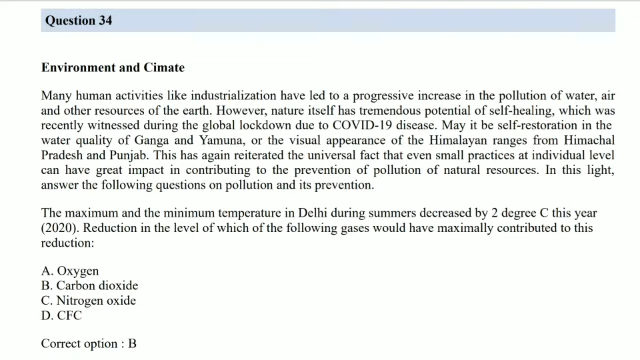 Question 34
Environment and Cimate
Many human activities like industrialization have led to a progressive increase in the pollution of water, air
and other resources of the earth. However, nature itself has tremendous potential of self-healing, which was
recently witnessed during the global lockdown due to COVID-19 disease. May it be self-restoration in the
water quality of Ganga and Yamuna, or the visual appearance of the Himalayan ranges from Himachal
Pradesh and Punjab. This has again reiterated the universal fact that even small practices at individual level
can have great impact in contributing to the prevention of pollution of natural resources. In this light,
answer the following questions on pollution and its prevention.
The maximum and the minimum temperature in Delhi during summers decreased by 2 degree C this year
(2020). Reduction in the level of which of the following gases would have maximally contributed to this
reduction:
A. Oxygen
B. Carbon dioxide
C. Nitrogen oxide
D. CFC
Correct option : B